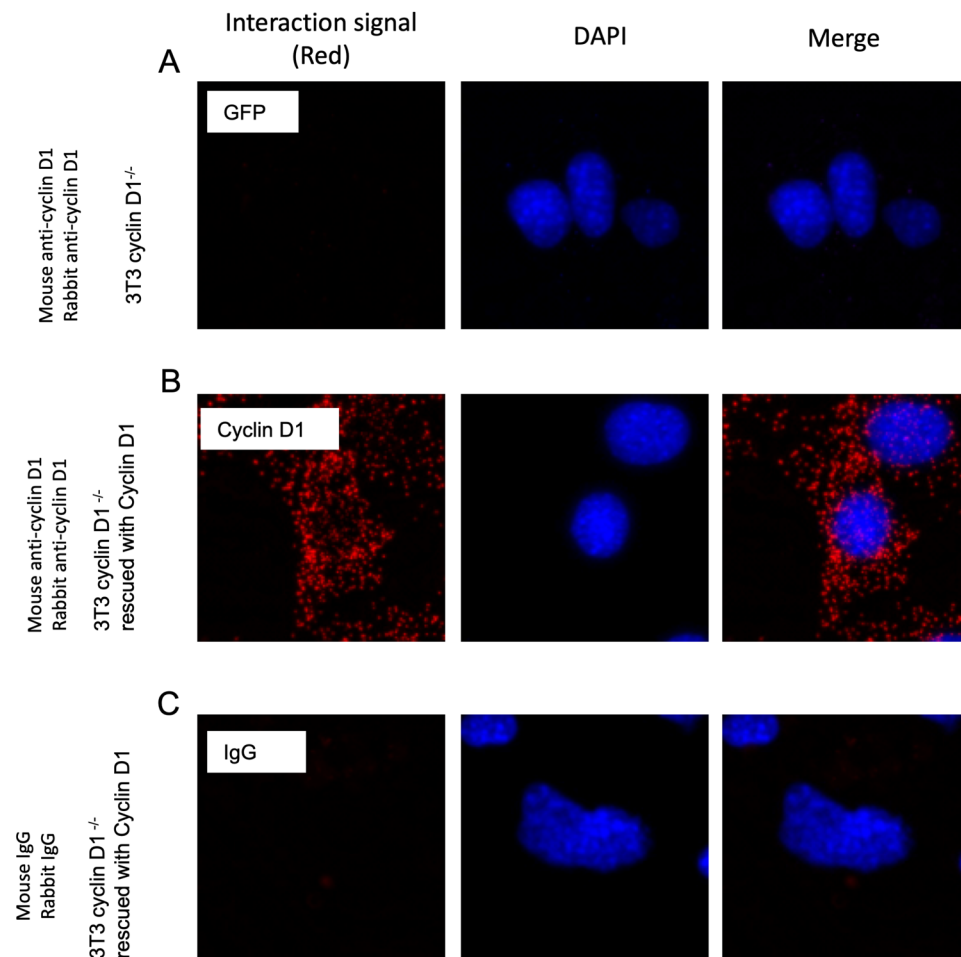 Interaction signal
(Red)
DAPI
Merge
A
Mouse anti-cyclin D1
Rabbit anti-cyclin D1
3T3 cyclin D1-/-
GFP
B
Mouse anti-cyclin D1
Rabbit anti-cyclin D1
3T3 cyclin D1-/-
rescued with Cyclin D1
Cyclin D1
C
Mouse IgG
Rabbit IgG
3T3 cyclin D1-/-
rescued with Cyclin D1
IgG